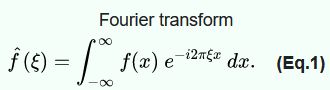 Fourier transform
f̂ (ξ) = ∫_{−∞}^{∞} f(x) e^{−i2πξx} dx. (Eq.1)